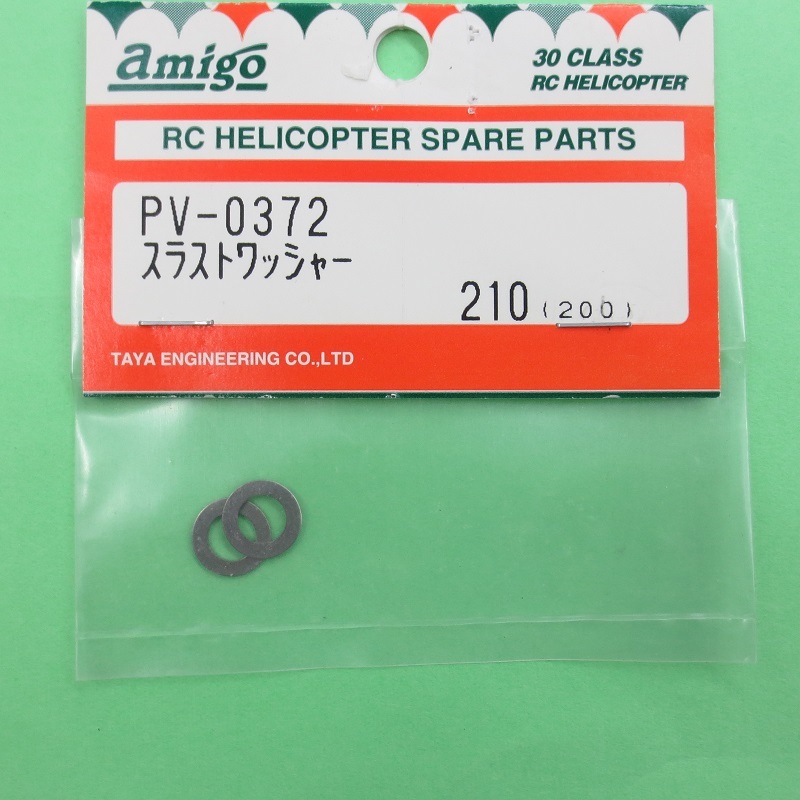 amigo
30 CLASS
RC HELICOPTER
RC HELICOPTER SPARE PARTS
PV-0372
スラストワッシャー
210 (200)
TAYA ENGINEERING CO.,LTD